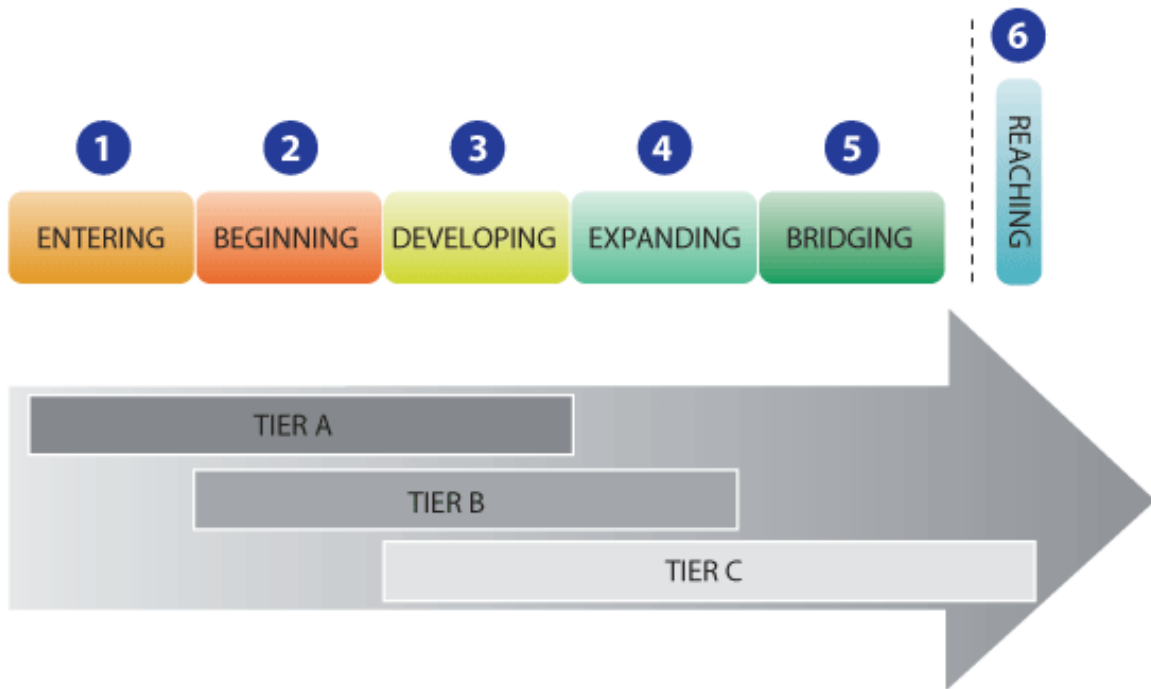 6
1 2 3 4 5
REACHING
ENTERING BEGINNING DEVELOPING EXPANDING BRIDGING
TIER A
TIER B
TIER C